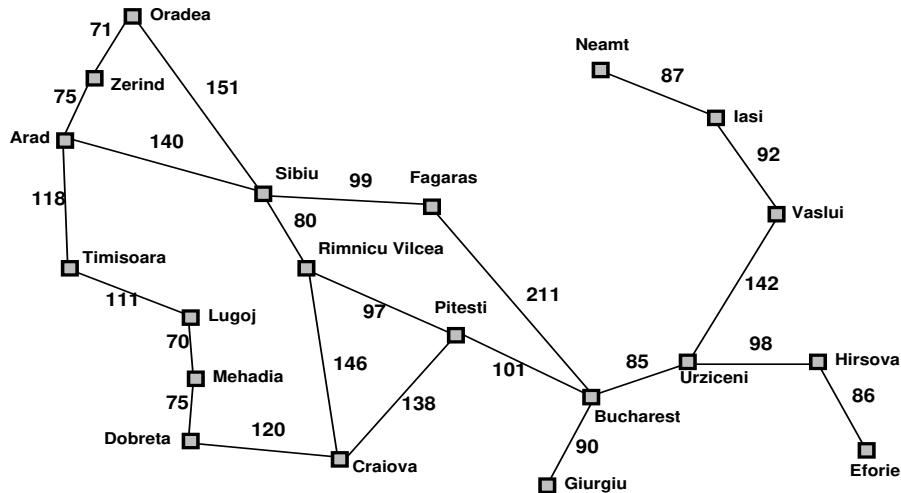 Oradea
71
Neamt
87
Zerind
151
75
Iasi
Arad
140
92
Sibiu
99
Fagaras
118
80
Vaslui
Rimnicu Vilcea
Timisoara
142
111
211
Lugoj
97
Pitesti
70
98
Hirsova
146
101
85
Urziceni
Mehadia
75
138
86
Bucharest
Dobreta
120
90
Craiova
Eforie
Giurgiu